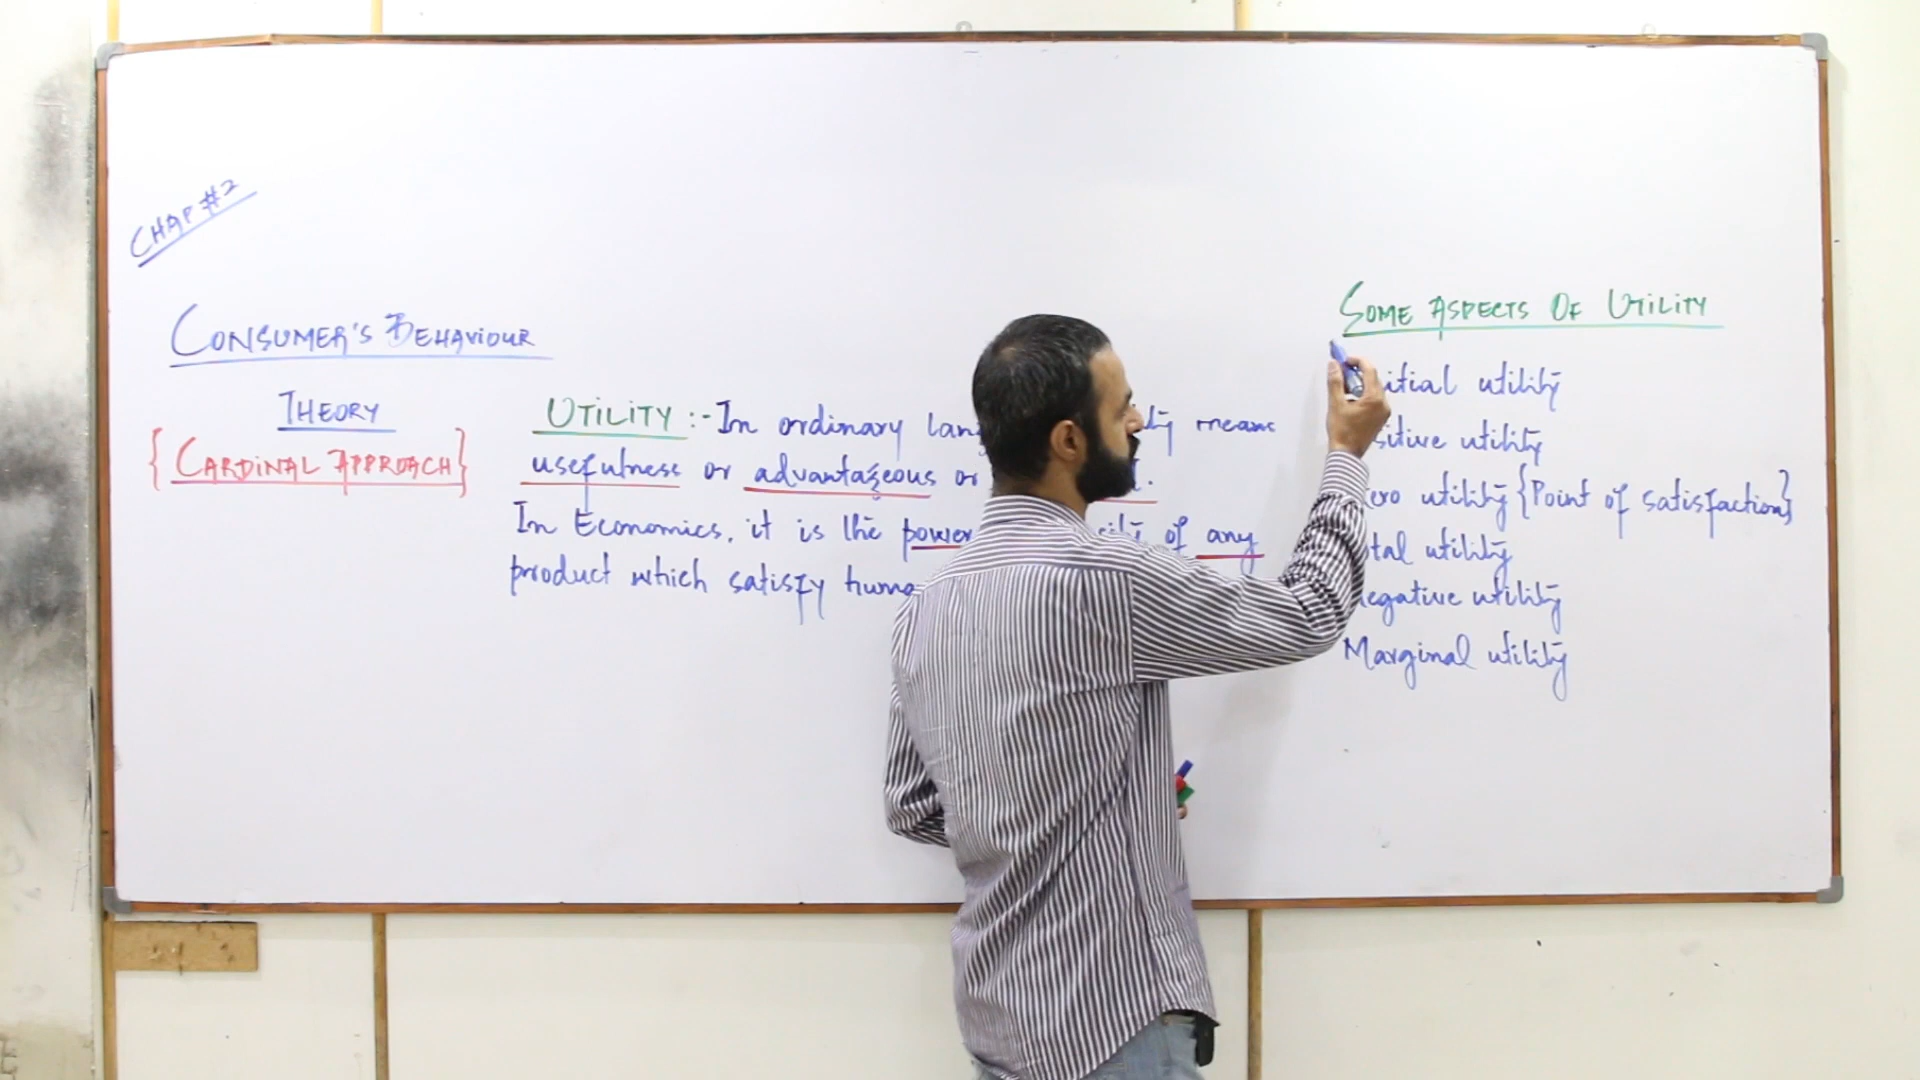 CHAP #2
CONSUMER'S BEHAVIOUR
THEORY
{CARDINAL APPROACH}
UTILITY :- In ordinary means
usefulness or advantageous or
In Economics, it is the power of any
product which satisfy
SOME ASPECTS OF UTILITY
utility
utility
utility {Point of satisfaction}
utility
utility
Marginal utility